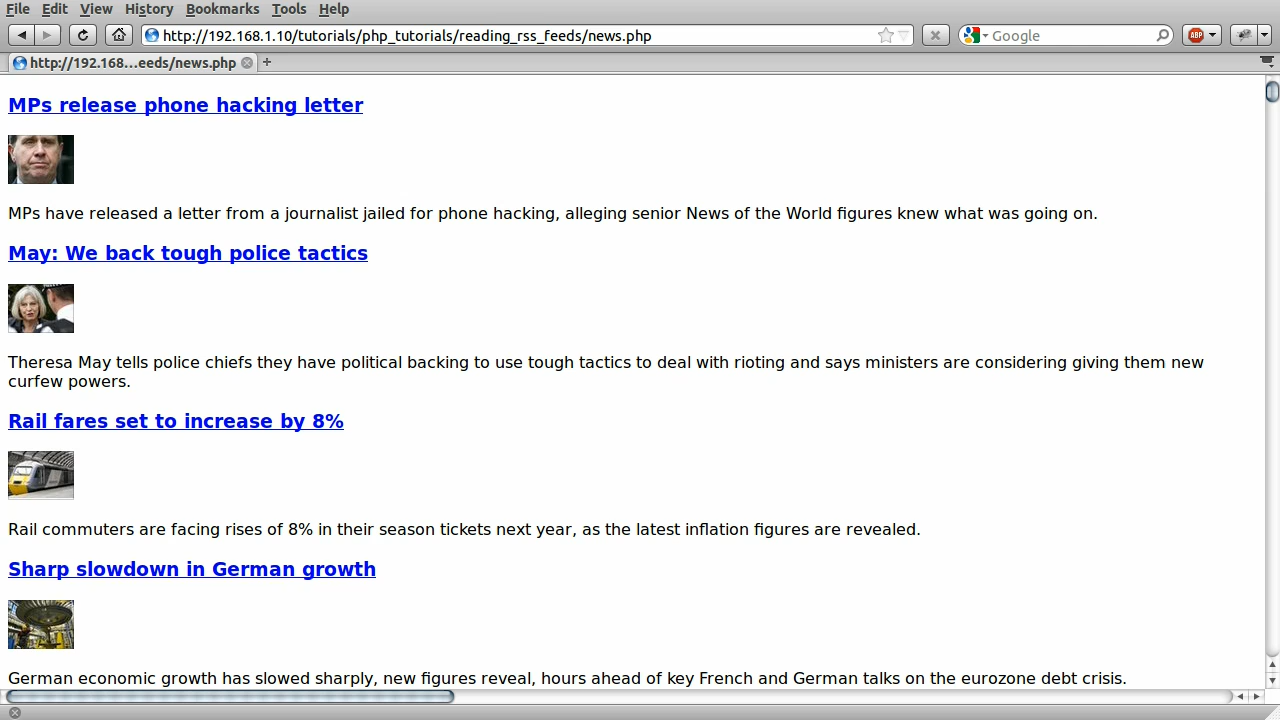 File Edit View History Bookmarks Tools Help
http://192.168.1.10/tutorials/php_tutorials/reading_rss_feeds/news.php
Google
ABP
http://192.168...eeds/news.php
MPs release phone hacking letter
MPs have released a letter from a journalist jailed for phone hacking, alleging senior News of the World figures knew what was going on.
May: We back tough police tactics
Theresa May tells police chiefs they have political backing to use tough tactics to deal with rioting and says ministers are considering giving them new
curfew powers.
Rail fares set to increase by 8%
Rail commuters are facing rises of 8% in their season tickets next year, as the latest inflation figures are revealed.
Sharp slowdown in German growth
German economic growth has slowed sharply, new figures reveal, hours ahead of key French and German talks on the eurozone debt crisis.